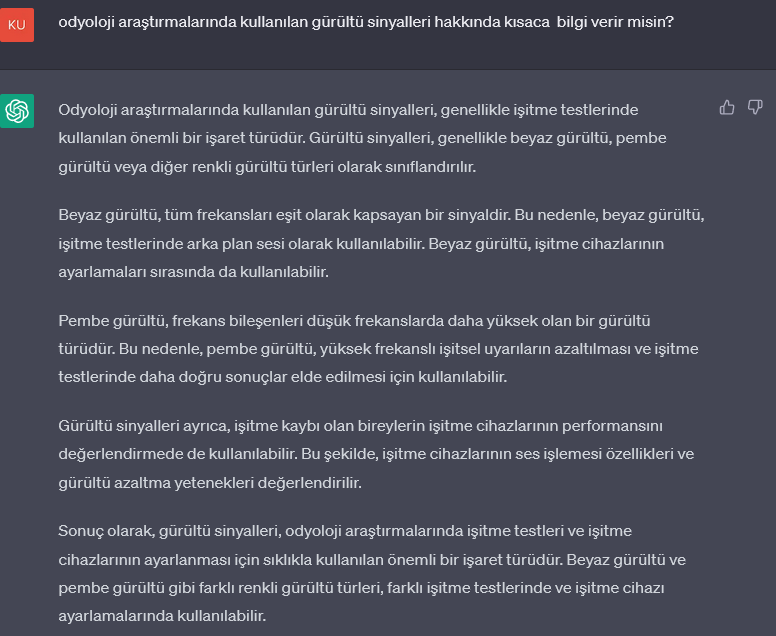 KU
odyoloji araştırmalarında kullanılan gürültü sinyalleri hakkında kısaca bilgi verir misin?
Odyoloji araştırmalarında kullanılan gürültü sinyalleri, genellikle işitme testlerinde
kullanılan önemli bir işaret türüdür. Gürültü sinyalleri, genellikle beyaz gürültü, pembe
gürültü veya diğer renkli gürültü türleri olarak sınıflandırılır.
Beyaz gürültü, tüm frekansları eşit olarak kapsayan bir sinyaldir. Bu nedenle, beyaz gürültü,
işitme testlerinde arka plan sesi olarak kullanılabilir. Beyaz gürültü, işitme cihazlarının
ayarlamaları sırasında da kullanılabilir.
Pembe gürültü, frekans bileşenleri düşük frekanslarda daha yüksek olan bir gürültü
türüdür. Bu nedenle, pembe gürültü, yüksek frekanslı işitsel uyarıların azaltılması ve işitme
testlerinde daha doğru sonuçlar elde edilmesi için kullanılabilir.
Gürültü sinyalleri ayrıca, işitme kaybı olan bireylerin işitme cihazlarının performansını
değerlendirmede de kullanılabilir. Bu şekilde, işitme cihazlarının ses işlemesi özellikleri ve
gürültü azaltma yetenekleri değerlendirilir.
Sonuç olarak, gürültü sinyalleri, odyoloji araştırmalarında işitme testleri ve işitme
cihazlarının ayarlanması için sıklıkla kullanılan önemli bir işaret türüdür. Beyaz gürültü ve
pembe gürültü gibi farklı renkli gürültü türleri, farklı işitme testlerinde ve işitme cihazı
ayarlamalarında kullanılabilir.